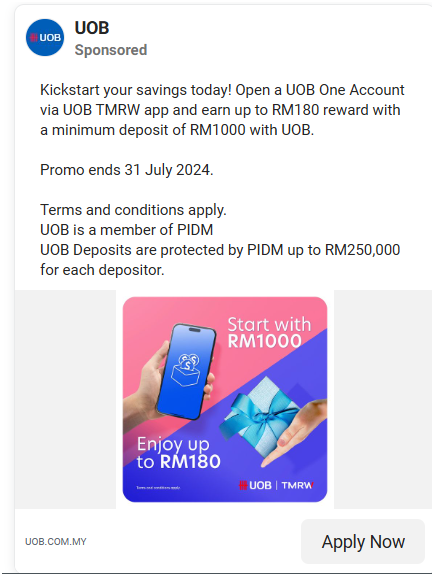 UOB
UOB
Sponsored
Kickstart your savings today! Open a UOB One Account
via UOB TMRW app and earn up to RM180 reward with
a minimum deposit of RM1000 with UOB.
Promo ends 31 July 2024.
Terms and conditions apply.
UOB is a member of PIDM
UOB Deposits are protected by PIDM up to RM250,000
for each depositor.
Start with
RM1000
Enjoy up
to RM180
Terms and conditions apply.
UOB | TMRW
UOB.COM.MY
Apply Now